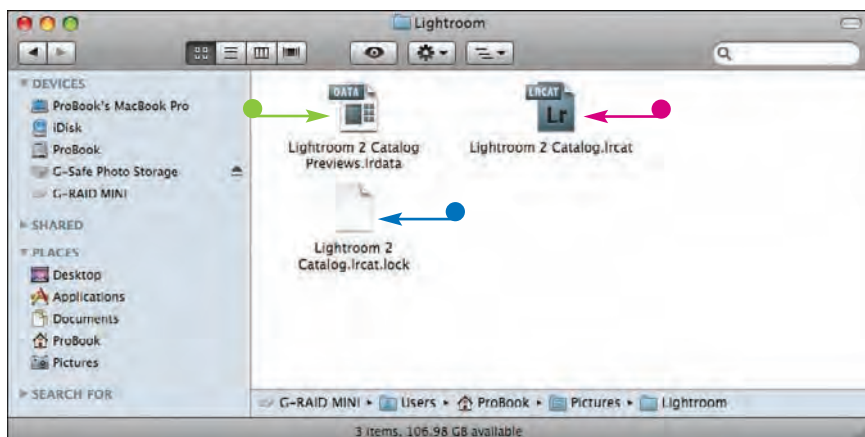 Lightroom
DEVICES
ProBook's MacBook Pro
iDisk
ProBook
G-Safe Photo Storage
G-RAID MINI
SHARED
PLACES
Desktop
Applications
Documents
ProBook
Pictures
SEARCH FOR
DATA
Lightroom 2 Catalog
Previews.lrdata
LRCAT
Lr
Lightroom 2 Catalog.lrcat
Lightroom 2
Catalog.lrcat.lock
G-RAID MINI ▸ Users ▸ ProBook ▸ Pictures ▸ Lightroom
3 items, 106.98 GB available